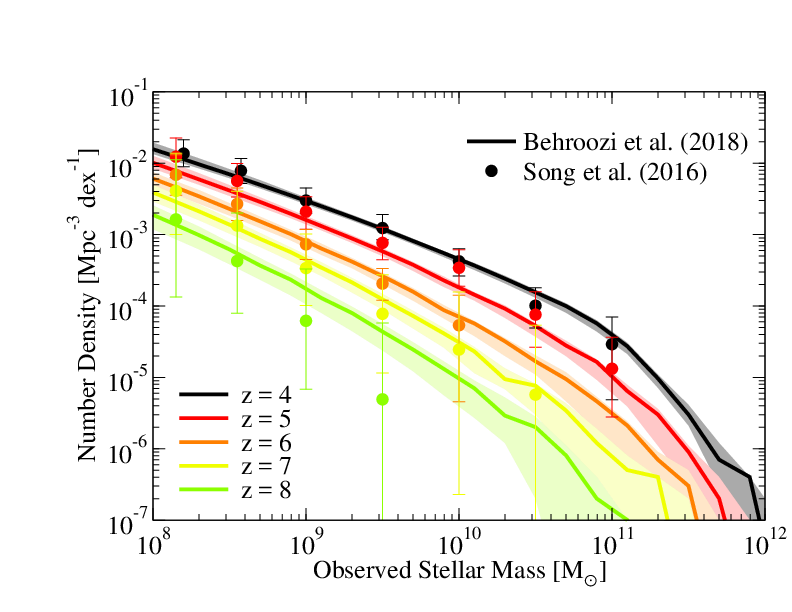 10^-1
10^-2
10^-3
10^-4
10^-5
10^-6
10^-7
Number Density [Mpc^-3 dex^-1]
Behroozi et al. (2018)
Song et al. (2016)
z = 4
z = 5
z = 6
z = 7
z = 8
10^8 10^9 10^10 10^11 10^12
Observed Stellar Mass [M_⊙]